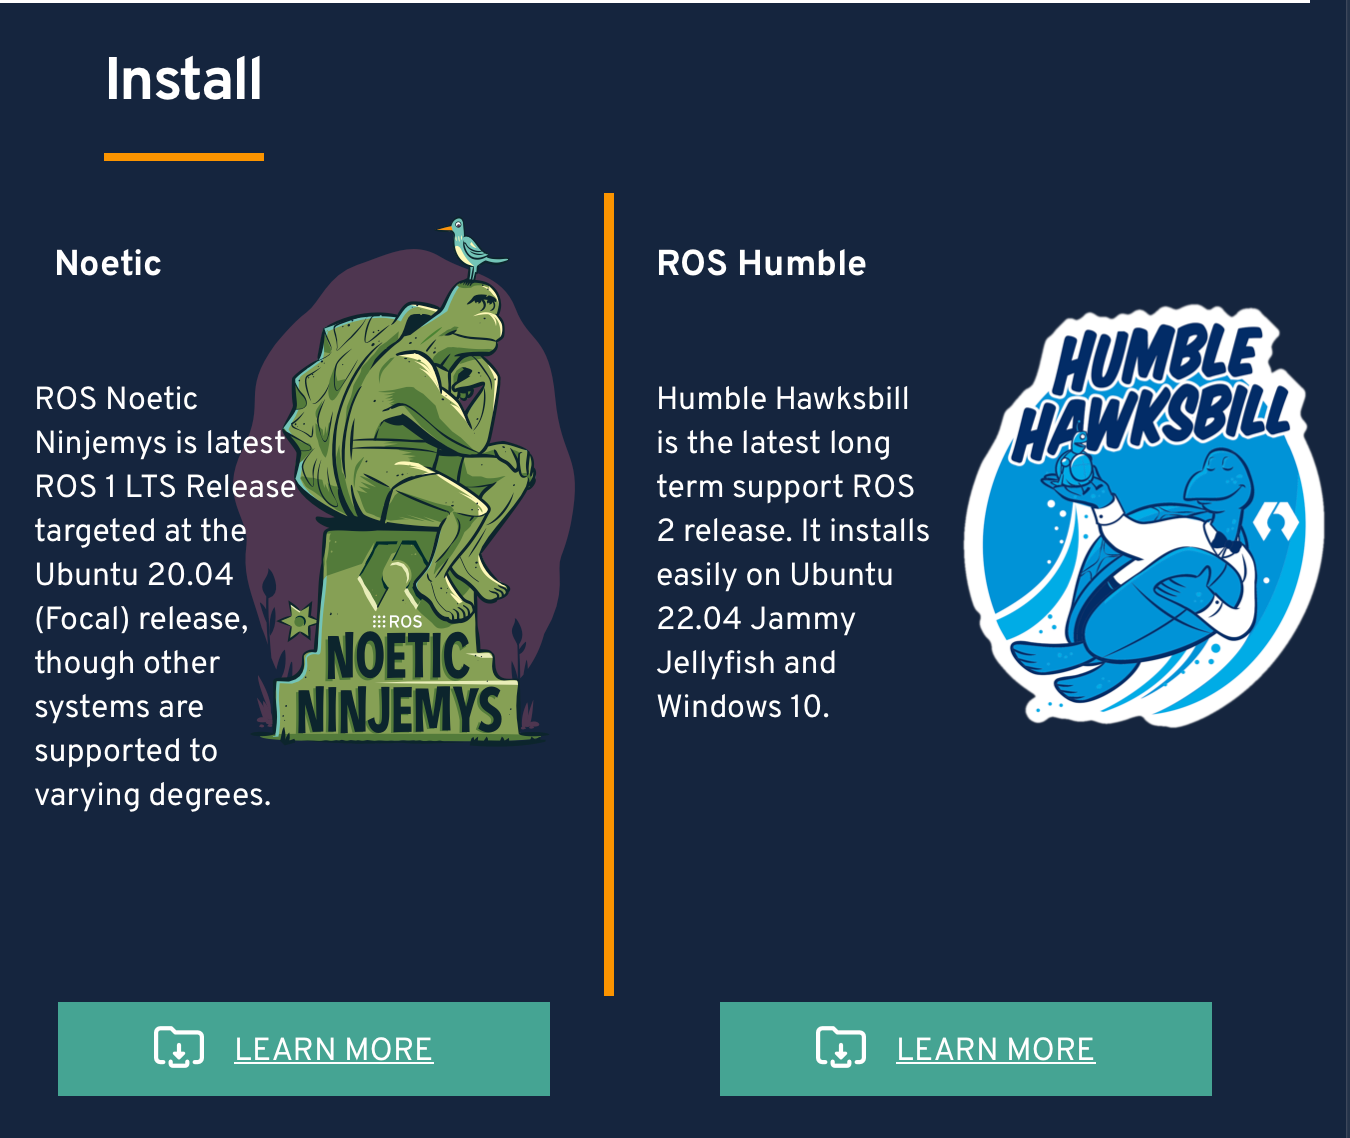 Install
Noetic
ROS Noetic
Ninjemys is latest
ROS 1 LTS Release
targeted at the
Ubuntu 20.04
(Focal) release,
though other
systems are
supported to
varying degrees.
ROS
NOETIC
NINJEMYS
LEARN MORE
ROS Humble
Humble Hawksbill
is the latest long
term support ROS
2 release. It installs
easily on Ubuntu
22.04 Jammy
Jellyfish and
Windows 10.
HUMBLE
HAWKSBILL
LEARN MORE